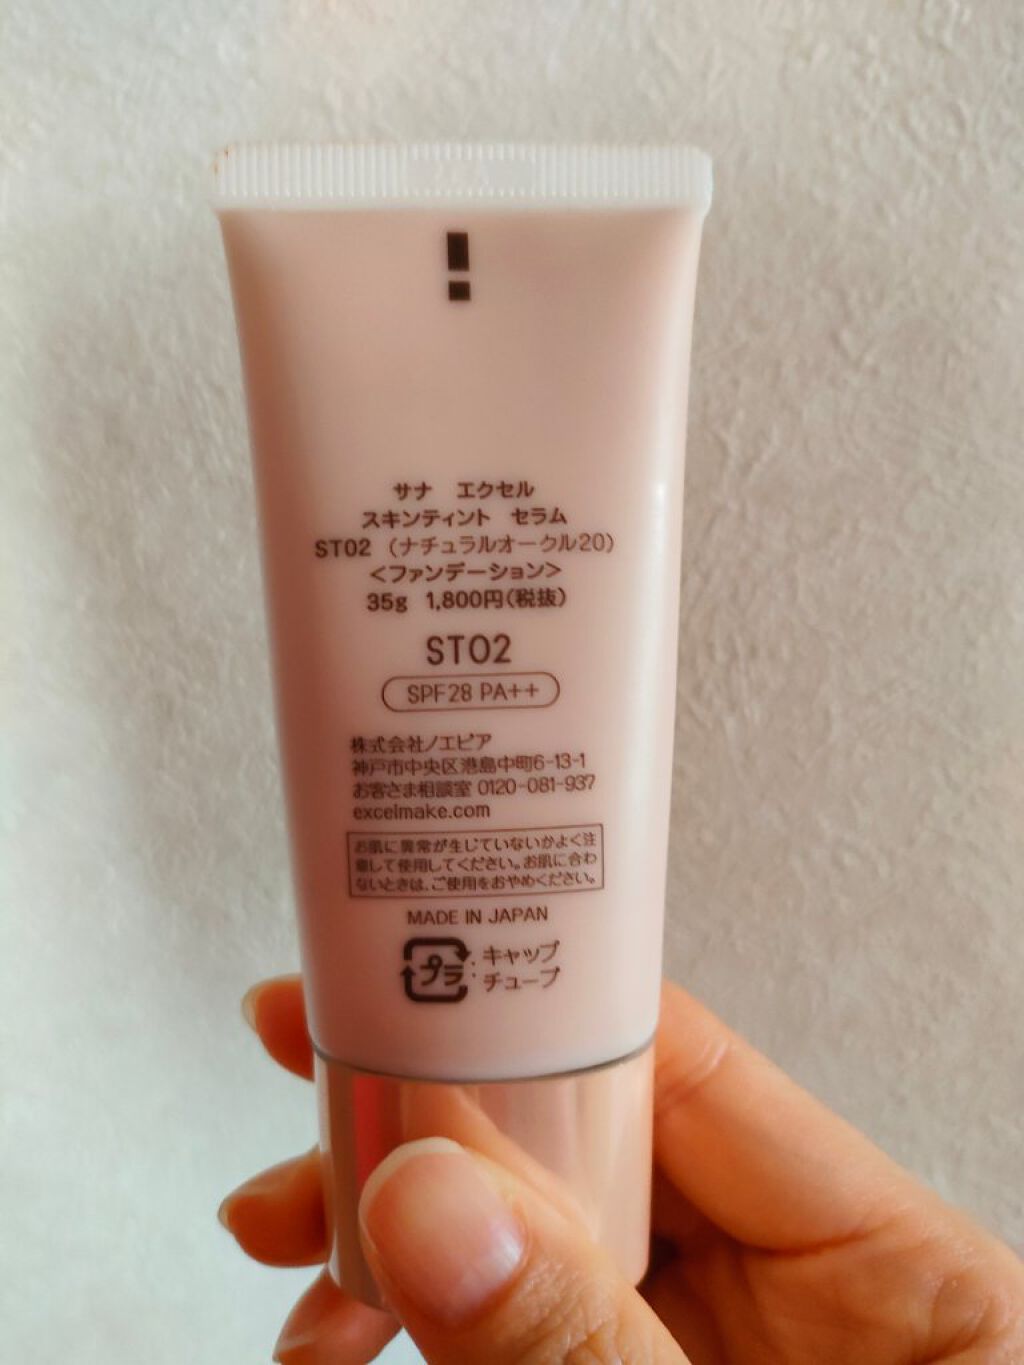 サナ エクセル
スキンティント セラム
ST02 (ナチュラルオークル20)
<ファンデーション>
35g 1,800円(税抜)
ST02
SPF28 PA++
株式会社ノエビア
神戸市中央区港島中町6-13-1
お客さま相談室 0120-081-937
excelmake.com
お肌に異常が生じていないかよく注
意して使用してください。お肌に合わ
ないときは、ご使用をおやめください。
MADE IN JAPAN
プラ : キャップ
チューブ